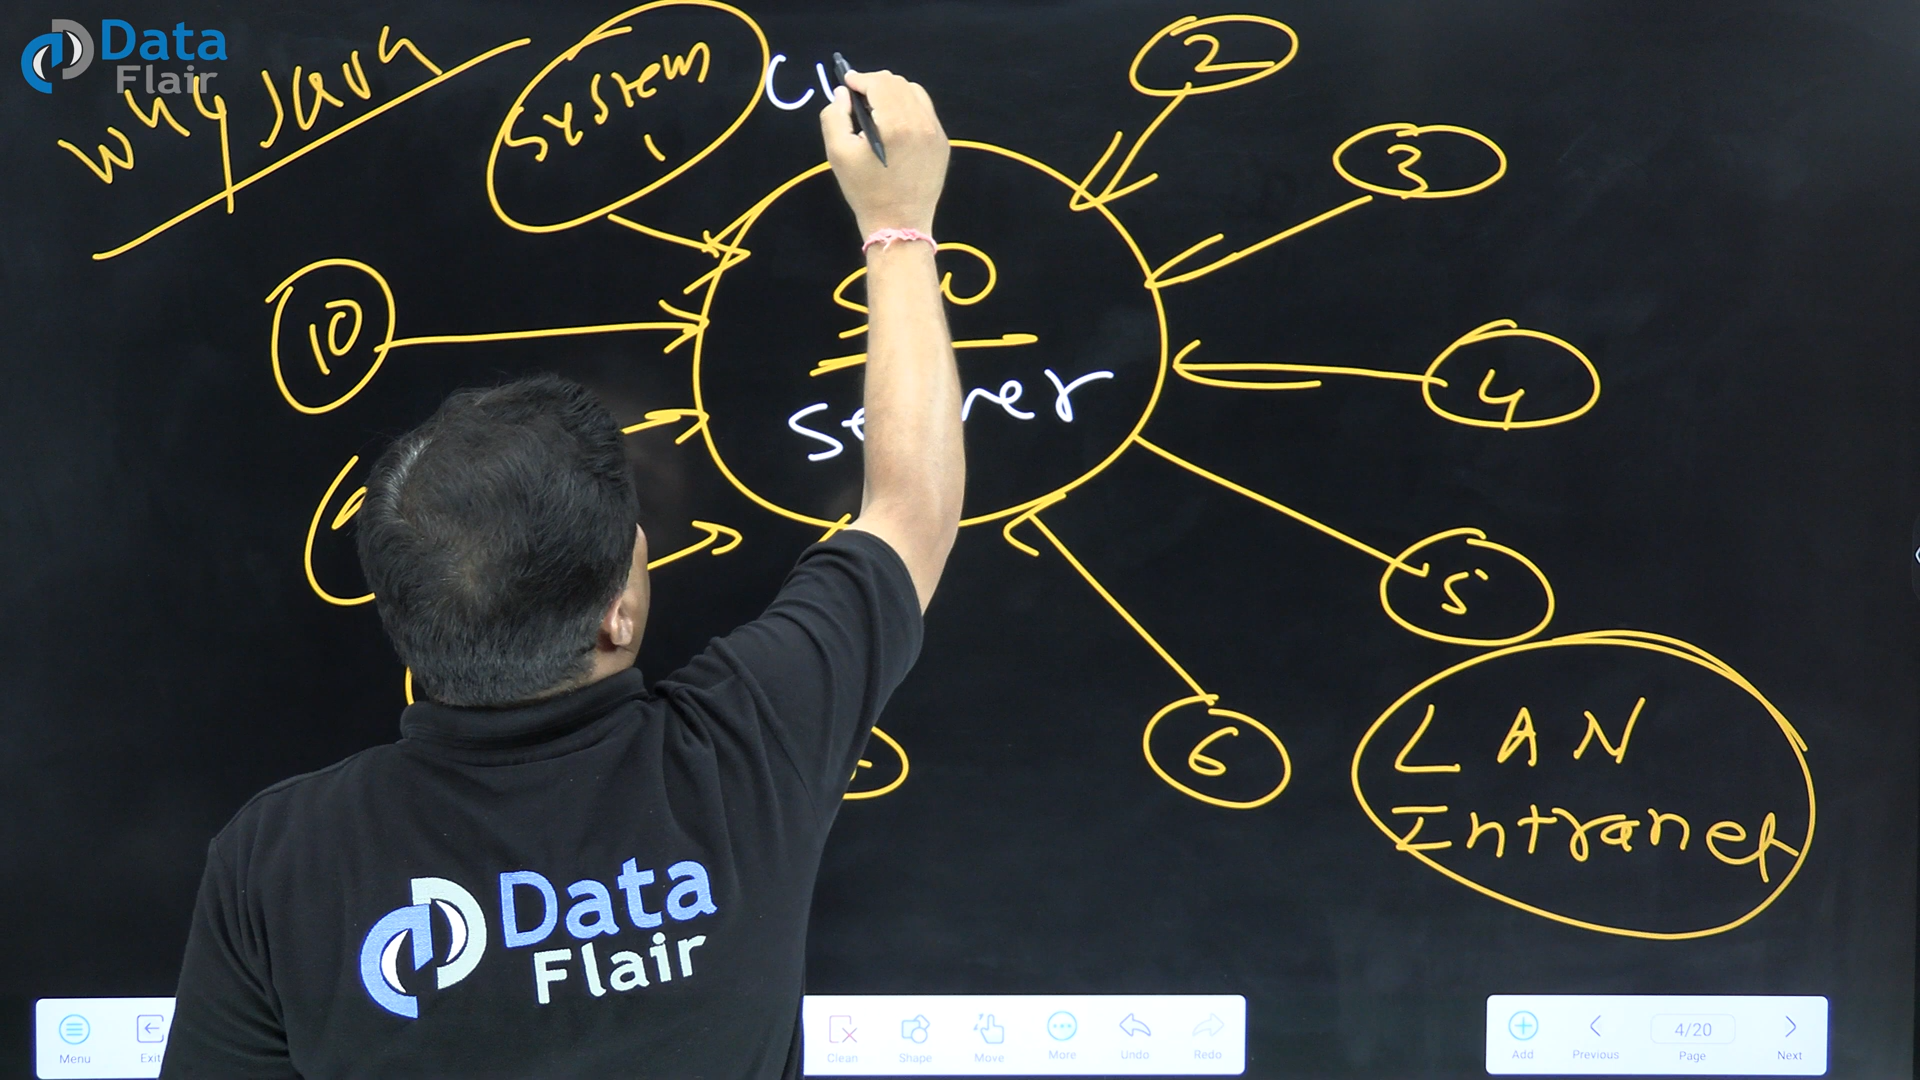 Data
Flair
Why Java
System
1
2
3
10
4
5
6
LAN
Intranet
Data
Flair
Menu
Exit
Clean
Shape
Move
More
Undo
Redo
Add
Previous
4/20
Page
Next